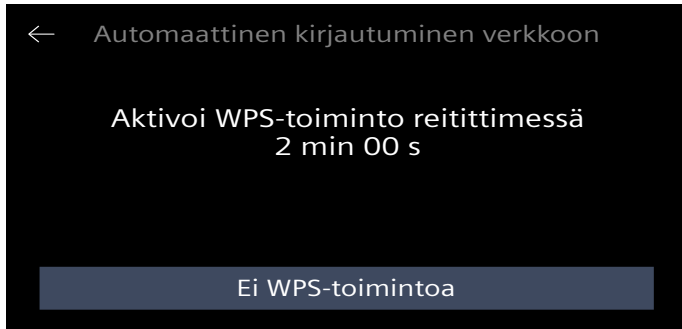 Automaattinen kirjautuminen verkkoon
Aktivoi WPS-toiminto reitittimessä
2 min 00 s
Ei WPS-toimintoa